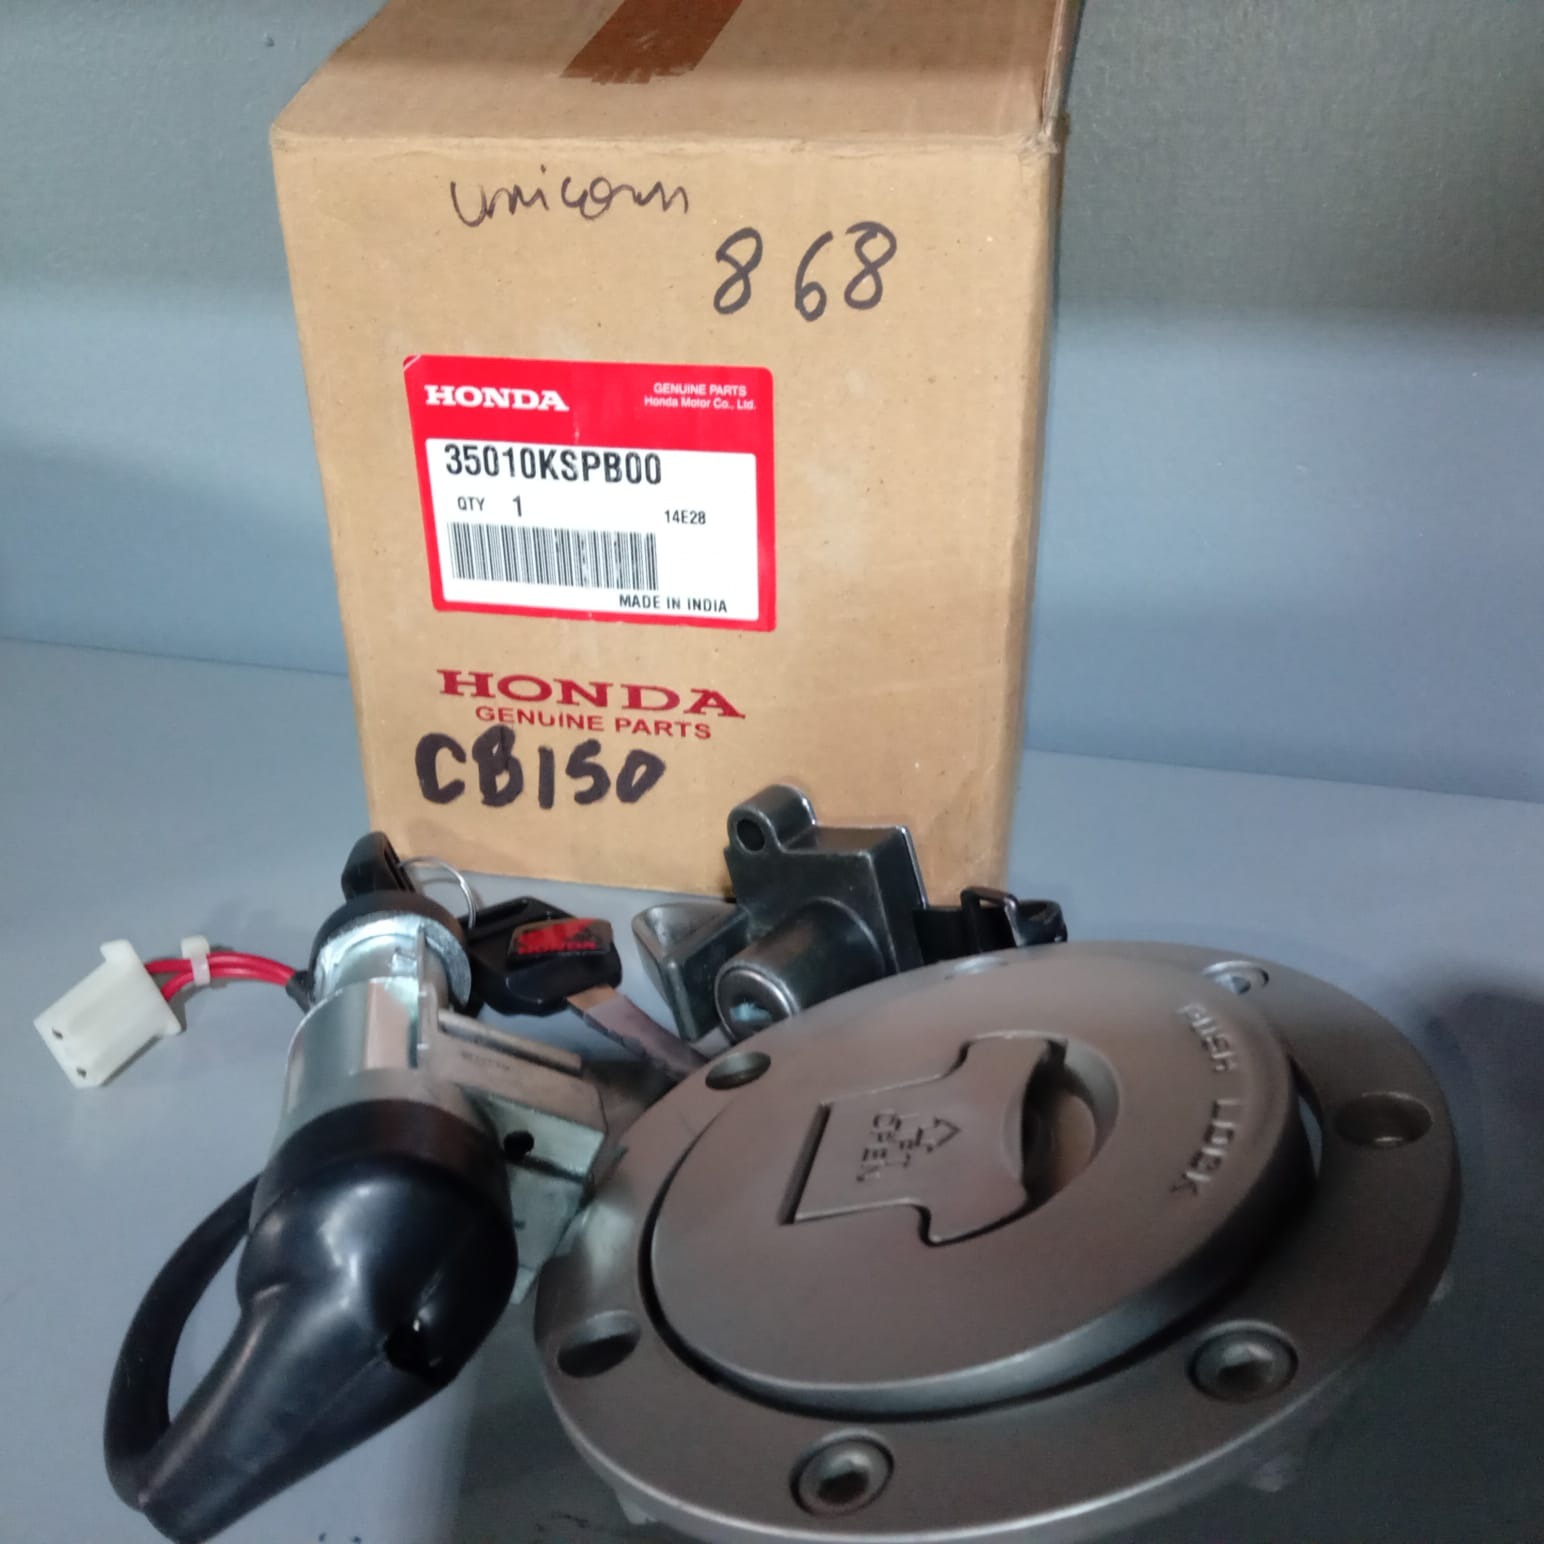 unicorn
868
HONDA
GENUINE PARTS
Honda Motor Co., Ltd.
35010KSPB00
QTY 1
14E28
MADE IN INDIA
HONDA
GENUINE PARTS
CB150
PUSH LOCK
LIFT
OPEN